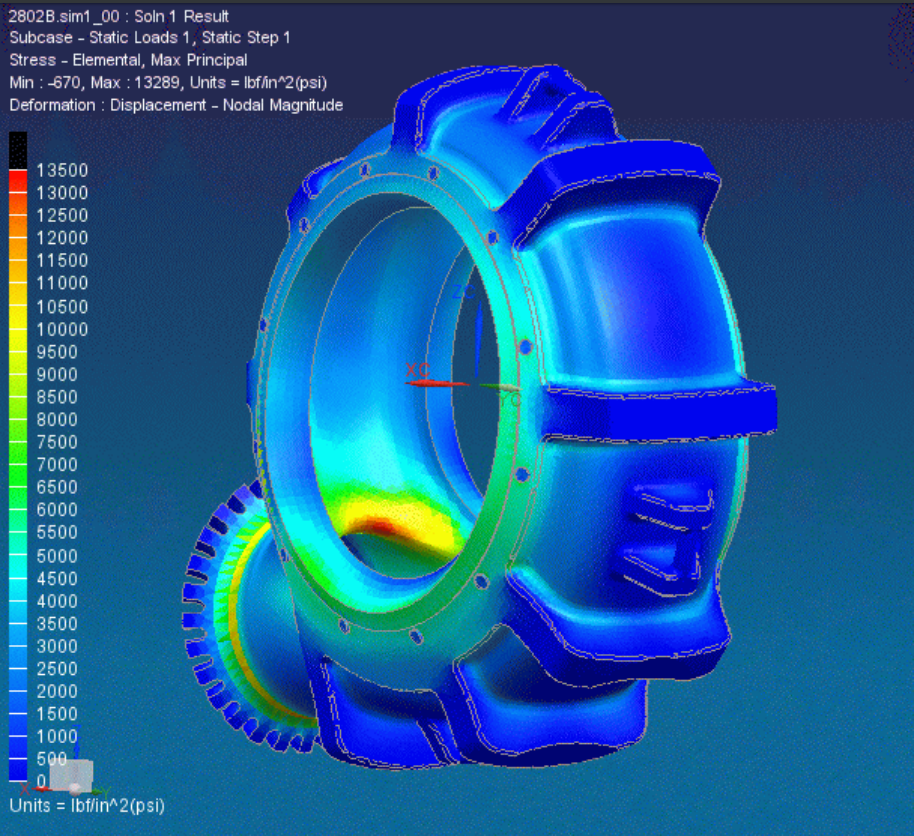 2802B.sim1_00 : Soln 1 Result
Subcase - Static Loads 1, Static Step 1
Stress - Elemental, Max Principal
Min : -670, Max : 13289, Units = lbf/in^2(psi)
Deformation : Displacement - Nodal Magnitude
13500
13000
12500
12000
11500
11000
10500
10000
9500
9000
8500
8000
7500
7000
6500
6000
5500
5000
4500
4000
3500
3000
2500
2000
1500
1000
500
0
ZC
XC
YC
X
Y
Units = lbf/in^2(psi)